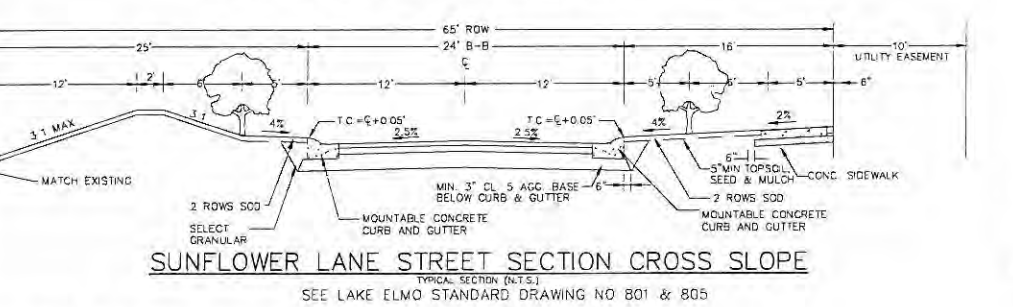 65' ROW
25'
24' B-B
16'
10'
UTILITY EASEMENT
℄
12'
2'
6'
5'
12'
12'
5'
6'
5'
6"
3:1 MAX
3:1
4%
T.C.=℄+0.05'
2.5%
2.5%
T.C.=℄+0.05'
4%
2%
MATCH EXISTING
2 ROWS SOD
SELECT
GRANULAR
MOUNTABLE CONCRETE
CURB AND GUTTER
MIN. 3" CL. 5 AGG. BASE
BELOW CURB & GUTTER
6"
6"
5" MIN TOPSOIL,
SEED & MULCH
CONC. SIDEWALK
2 ROWS SOD
MOUNTABLE CONCRETE
CURB AND GUTTER
SUNFLOWER LANE STREET SECTION CROSS SLOPE
TYPICAL SECTION (N.T.S.)
SEE LAKE ELMO STANDARD DRAWING NO 801 & 805